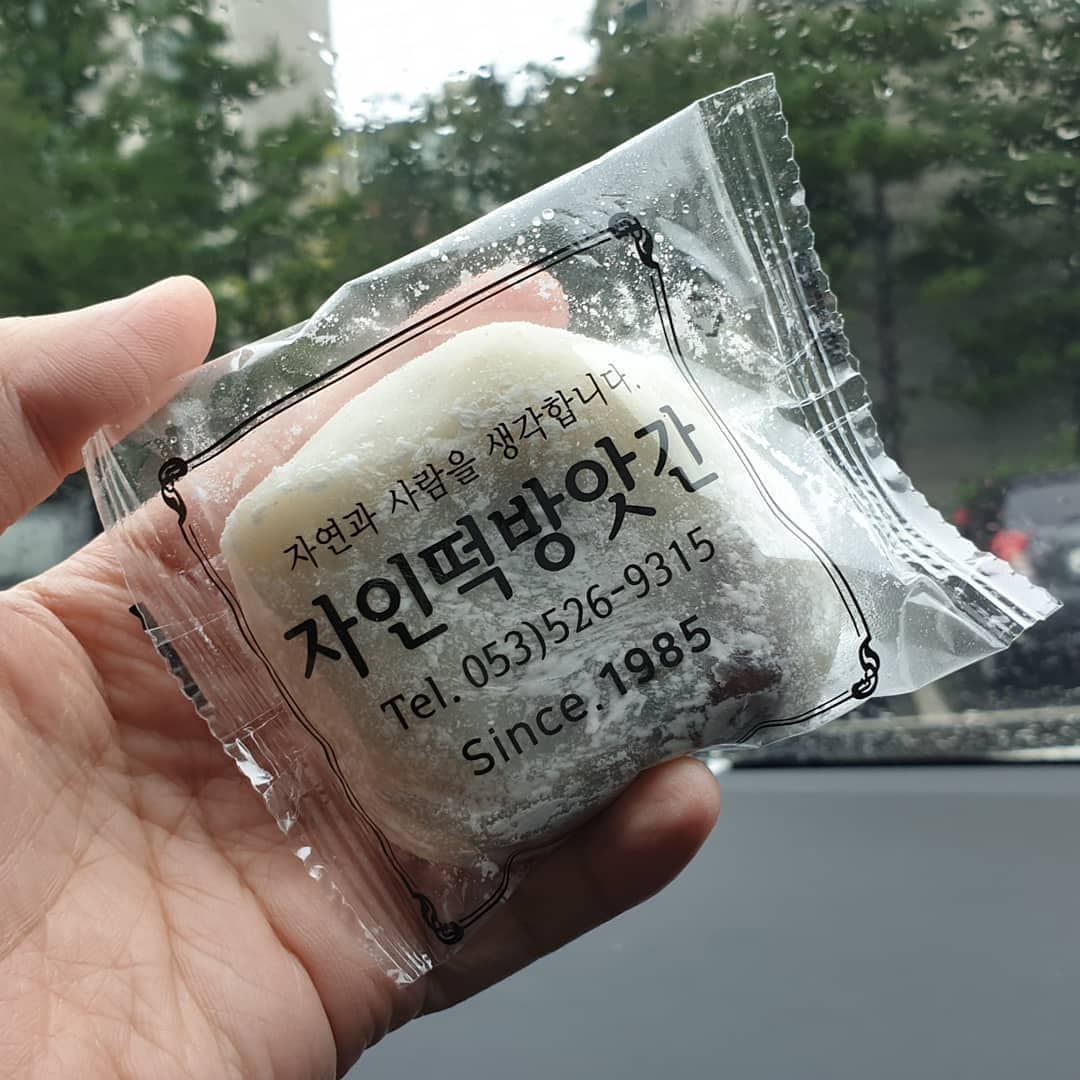 자연과 사람을 생각합니다.
자인떡방앗간
Tel. 053)526-9315
Since. 1985